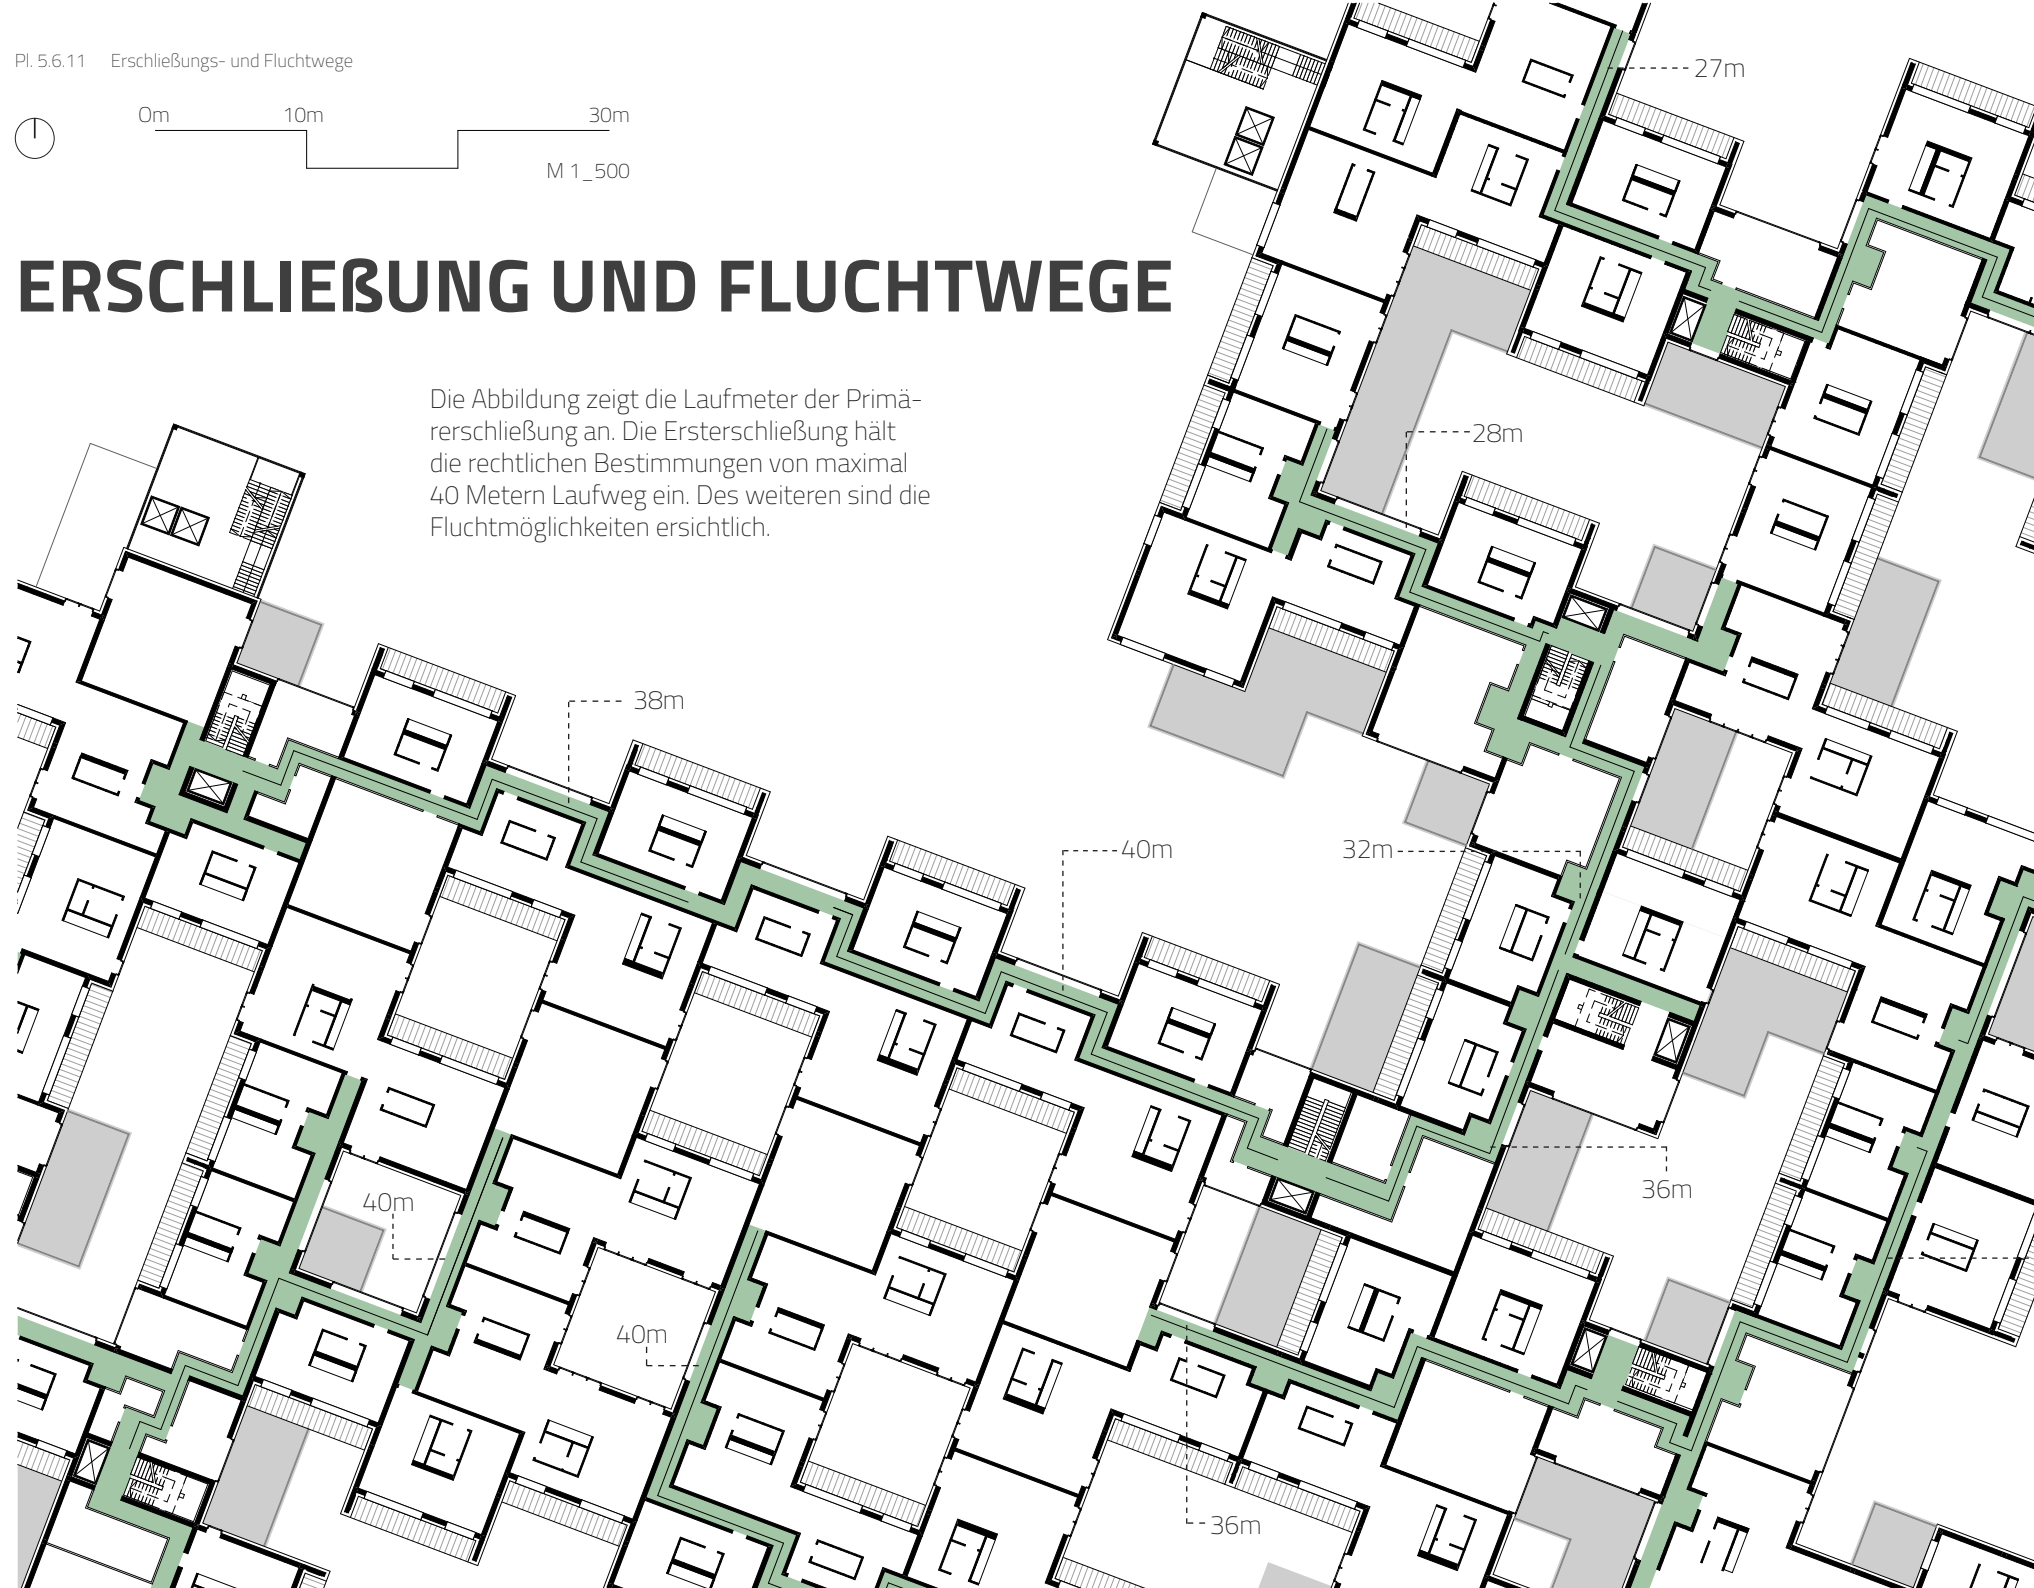 Pl. 5.6.11 Erschließungs- und Fluchtwege
0m 10m 30m
M 1_500
ERSCHLIEßUNG UND FLUCHTWEGE
Die Abbildung zeigt die Laufmeter der Primä-
rerschließung an. Die Ersterschließung hält
die rechtlichen Bestimmungen von maximal
40 Metern Laufweg ein. Des weiteren sind die
Fluchtmöglichkeiten ersichtlich.
27m
28m
38m
40m
32m
36m
40m
40m
36m